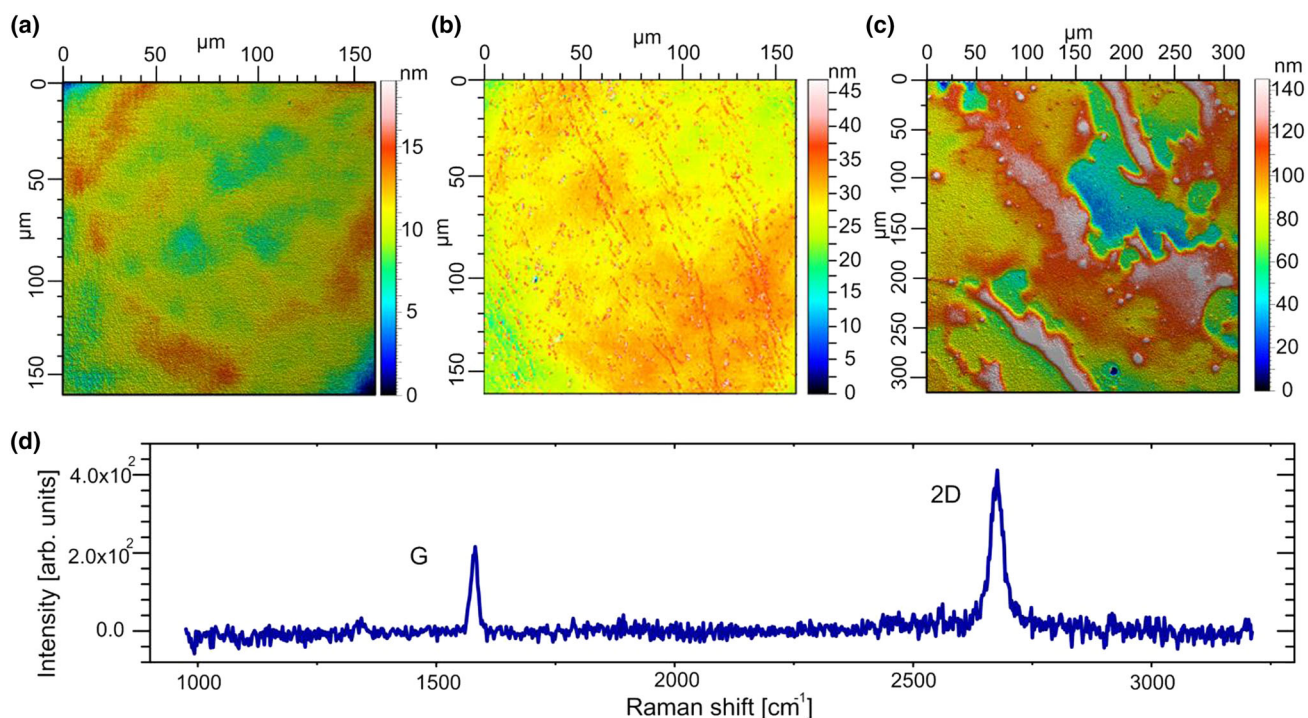 (a)
µm
0 50 100 150
nm
µm
0
50
100
150
15
10
5
0
(b)
µm
0 50 100 150
nm
µm
0
50
100
150
45
40
35
30
25
20
15
10
5
0
(c)
µm
0 50 100 150 200 250 300
nm
µm
0
50
100
150
200
250
300
140
120
100
80
60
40
20
0
(d)
Intensity [arb. units]
4.0x10²
2.0x10²
0.0
G
2D
1000 1500 2000 2500 3000
Raman shift [cm⁻¹]